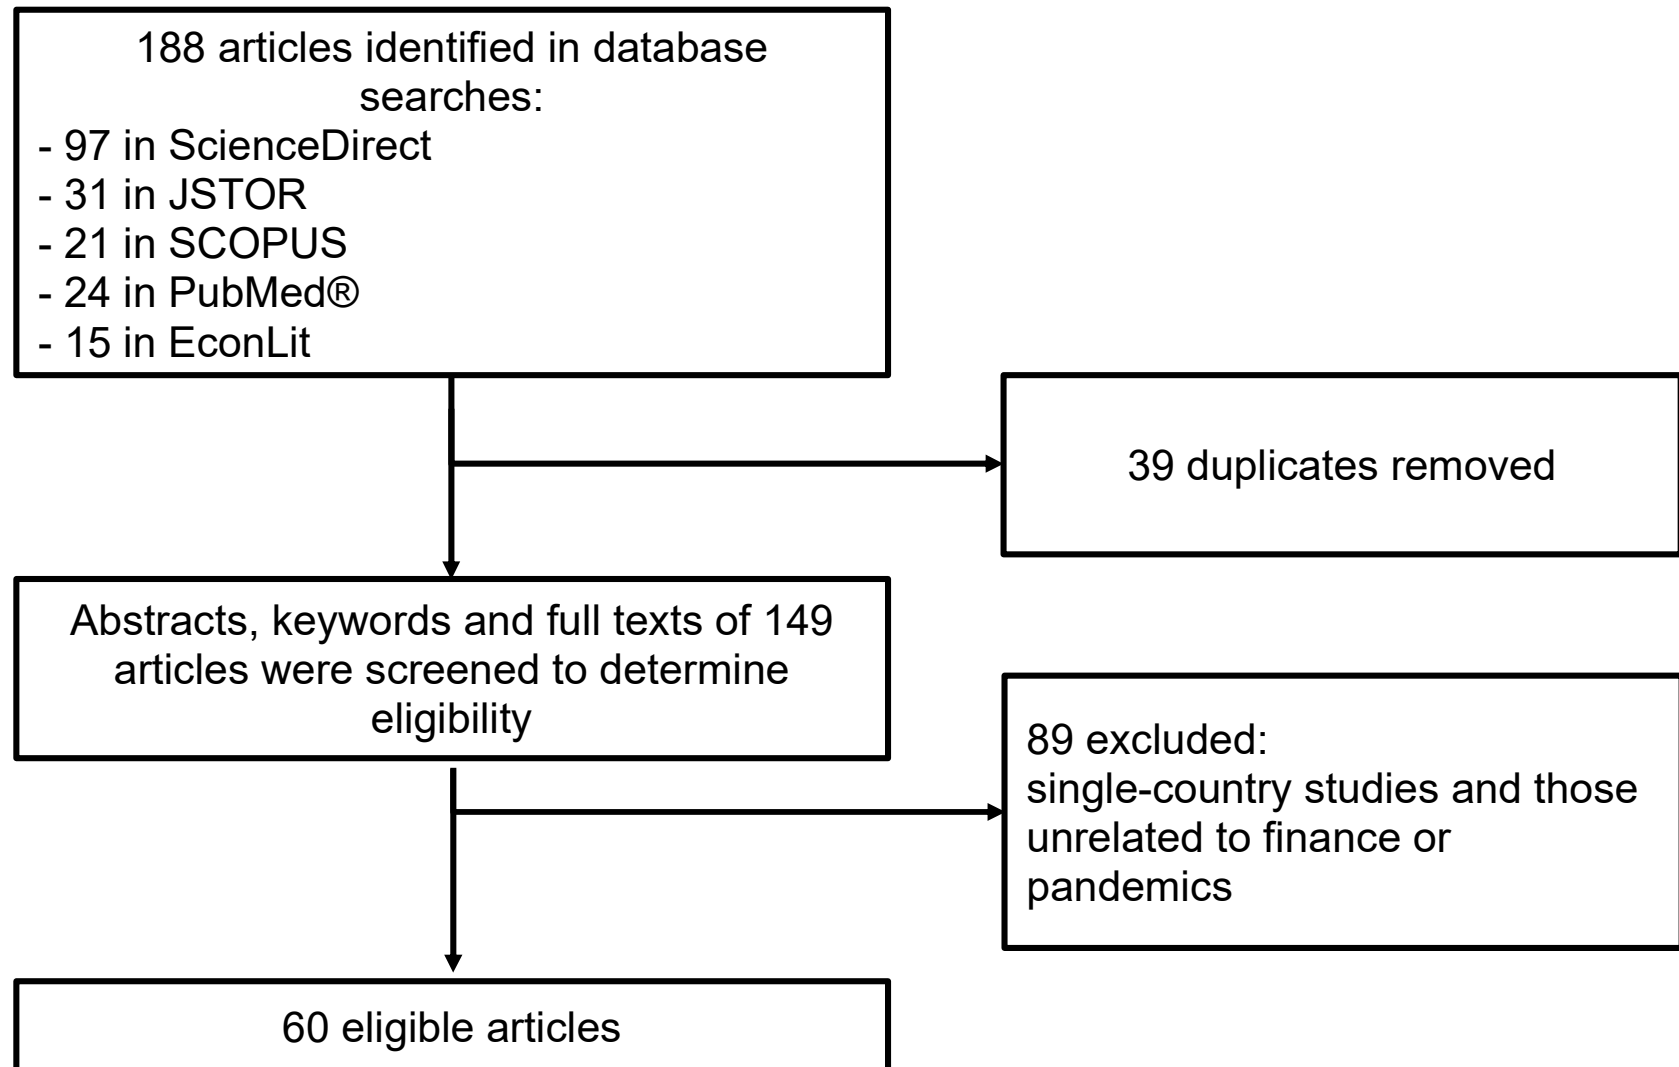 188 articles identified in database
searches:
- 97 in ScienceDirect
- 31 in JSTOR
- 21 in SCOPUS
- 24 in PubMed®
- 15 in EconLit
39 duplicates removed
Abstracts, keywords and full texts of 149
articles were screened to determine
eligibility
89 excluded:
single-country studies and those
unrelated to finance or
pandemics
60 eligible articles